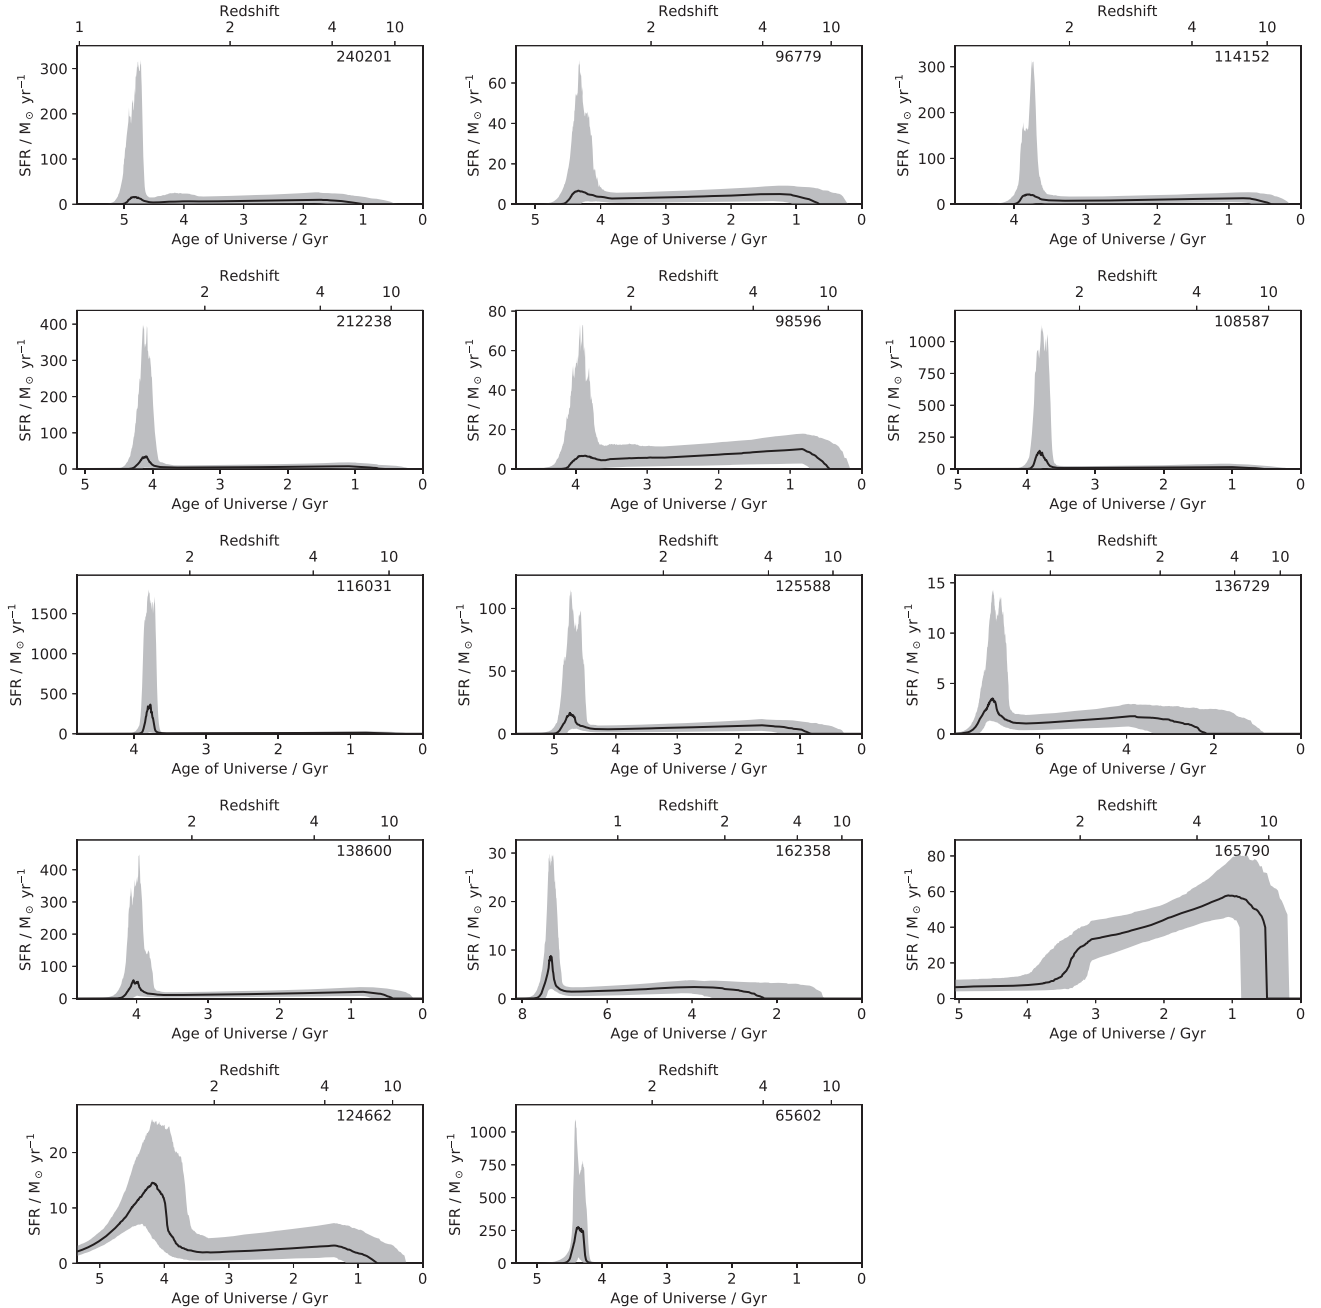 Redshift
1 2 4 10
240201
SFR / M⊙ yr−1
300
200
100
0
5 4 3 2 1 0
Age of Universe / Gyr
Redshift
2 4 10
96779
SFR / M⊙ yr−1
60
40
20
0
5 4 3 2 1 0
Age of Universe / Gyr
Redshift
2 4 10
114152
SFR / M⊙ yr−1
300
200
100
0
4 3 2 1 0
Age of Universe / Gyr
Redshift
2 4 10
212238
SFR / M⊙ yr−1
400
300
200
100
0
5 4 3 2 1 0
Age of Universe / Gyr
Redshift
2 4 10
98596
SFR / M⊙ yr−1
80
60
40
20
0
4 3 2 1 0
Age of Universe / Gyr
Redshift
2 4 10
108587
SFR / M⊙ yr−1
1000
750
500
250
0
5 4 3 2 1 0
Age of Universe / Gyr
Redshift
2 4 10
116031
SFR / M⊙ yr−1
1500
1000
500
0
4 3 2 1 0
Age of Universe / Gyr
Redshift
2 4 10
125588
SFR / M⊙ yr−1
100
50
0
5 4 3 2 1 0
Age of Universe / Gyr
Redshift
1 2 4 10
136729
SFR / M⊙ yr−1
15
10
5
0
6 4 2 0
Age of Universe / Gyr
Redshift
2 4 10
138600
SFR / M⊙ yr−1
400
300
200
100
0
4 3 2 1 0
Age of Universe / Gyr
Redshift
1 2 4 10
162358
SFR / M⊙ yr−1
30
20
10
0
8 6 4 2 0
Age of Universe / Gyr
Redshift
2 4 10
165790
SFR / M⊙ yr−1
80
60
40
20
0
5 4 3 2 1 0
Age of Universe / Gyr
Redshift
2 4 10
124662
SFR / M⊙ yr−1
20
10
0
5 4 3 2 1 0
Age of Universe / Gyr
Redshift
2 4 10
65602
SFR / M⊙ yr−1
1000
750
500
250
0
5 4 3 2 1 0
Age of Universe / Gyr